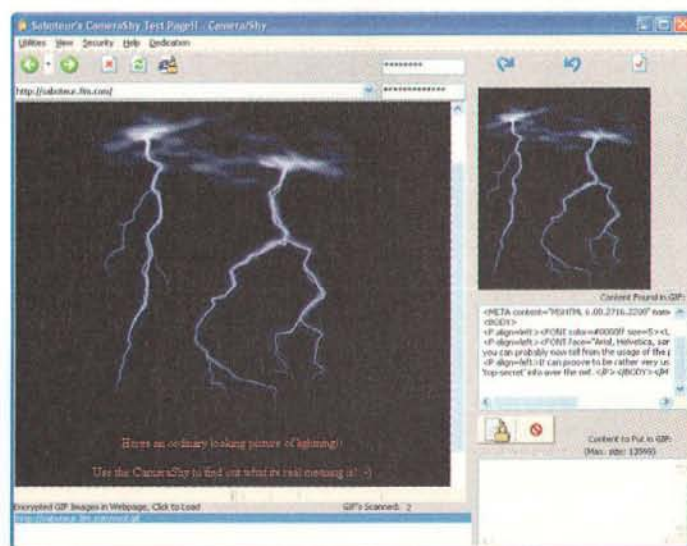 Saboteur's CameraShy Test Page!! - Camera/Shy
Utilities View Security Help Dedication
********
http://saboteur.fm.com/
*************
Heres an ordinary looking picture of lightning!!
Use the CameraShy to find out what its real meaning is! :-)
Content Found in GIF:
<META content="MSHTML 6.00.2716.2200" nam
<BODY>
<P align=left><FONT color=#0000ff size=5><
<P align=left><FONT face="Arial, Helvetica, sar
you can probably now tell from the usage of the
<P align=left>It can proove to be rather very us
'top-secret' info over the net. </P></BODY></
Content to Put in GIF:
(Max. size: 13599)
Encrypted GIF Images in Webpage, Click to Load
GIF's Scanned: 2